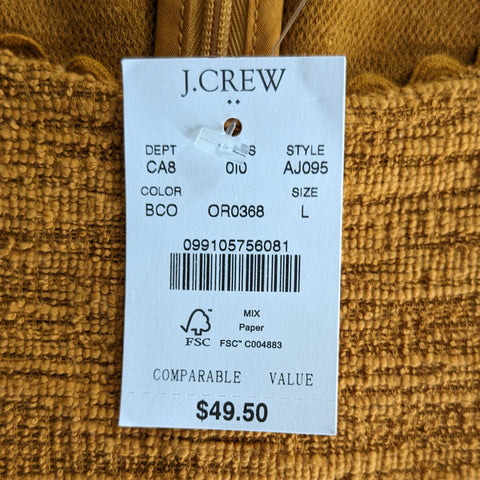 J.CREW
DEPT STYLE
CA8 010 AJ095
COLOR SIZE
BCO OR0368 L
099105756081
MIX
Paper
FSC™ C004883
FSC
COMPARABLE VALUE
$49.50